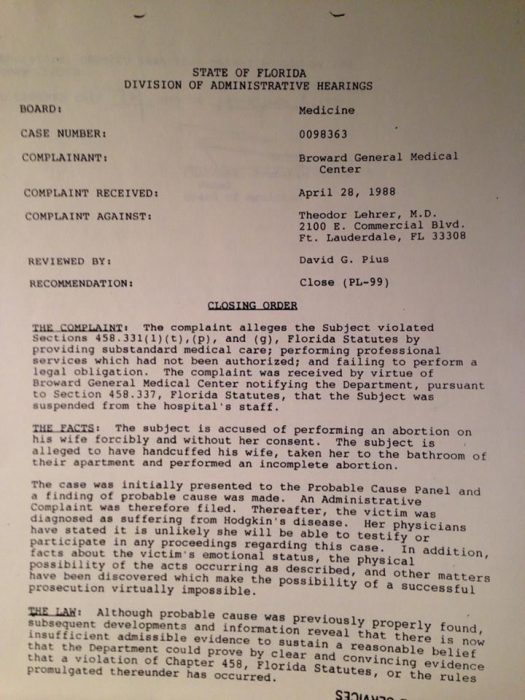 STATE OF FLORIDA
DIVISION OF ADMINISTRATIVE HEARINGS
BOARD: Medicine
CASE NUMBER: 0098363
COMPLAINANT: Broward General Medical
Center
COMPLAINT RECEIVED: April 28, 1988
COMPLAINT AGAINST: Theodor Lehrer, M.D.
2100 E. Commercial Blvd.
Ft. Lauderdale, FL 33308
REVIEWED BY: David G. Pius
RECOMMENDATION: Close (PL-99)
CLOSING ORDER
THE COMPLAINT: The complaint alleges the Subject violated
Sections 458.331(1)(t),(p), and (g), Florida Statutes by
providing substandard medical care; performing professional
services which had not been authorized; and failing to perform a
legal obligation. The complaint was received by virtue of
Broward General Medical Center notifying the Department, pursuant
to Section 458.337, Florida Statutes, that the Subject was
suspended from the hospital's staff.
THE FACTS: The subject is accused of performing an abortion on
his wife forcibly and without her consent. The subject is
alleged to have handcuffed his wife, taken her to the bathroom of
their apartment and performed an incomplete abortion.
The case was initially presented to the Probable Cause Panel and
a finding of probable cause was made. An Administrative
Complaint was therefore filed. Thereafter, the victim was
diagnosed as suffering from Hodgkin's disease. Her physicians
have stated it is unlikely she will be able to testify or
participate in any proceedings regarding this case. In addition,
facts about the victim's emotional status, the physical
possibility of the acts occurring as described, and other matters
have been discovered which make the possibility of a successful
prosecution virtually impossible.
THE LAW: Although probable cause was previously properly found,
subsequent developments and information reveal that there is now
insufficient admissible evidence to sustain a reasonable belief
that the Department could prove by clear and convincing evidence
that a violation of Chapter 458, Florida Statutes, or the rules
promulgated thereunder has occurred.